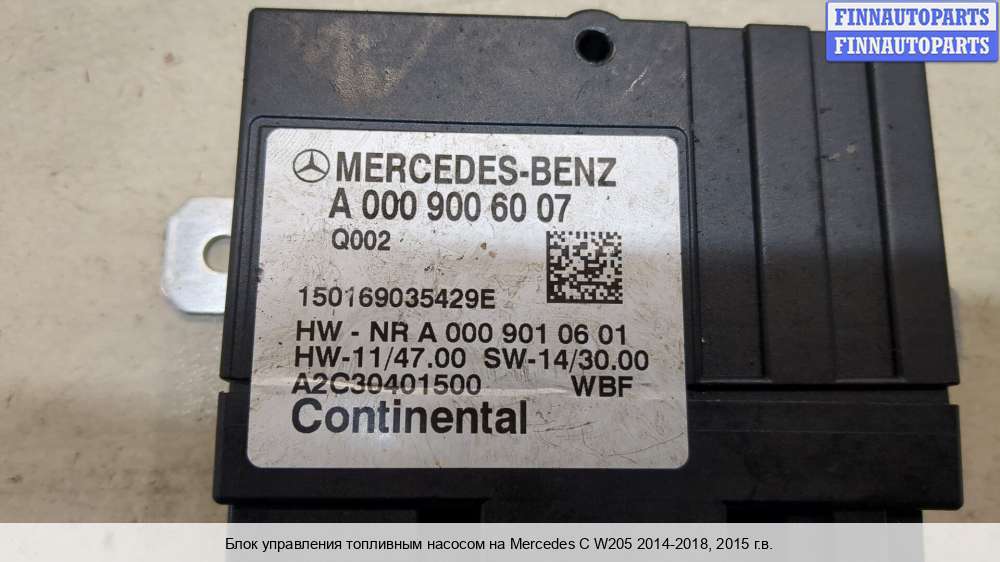 FINNAUTOPARTS
FINNAUTOPARTS
MERCEDES-BENZ
A 000 900 60 07
Q002
150169035429E
HW - NR A 000 901 06 01
HW-11/47.00 SW-14/30.00
A2C30401500 WBF
Continental
Блок управления топливным насосом на Mercedes C W205 2014-2018, 2015 г.в.